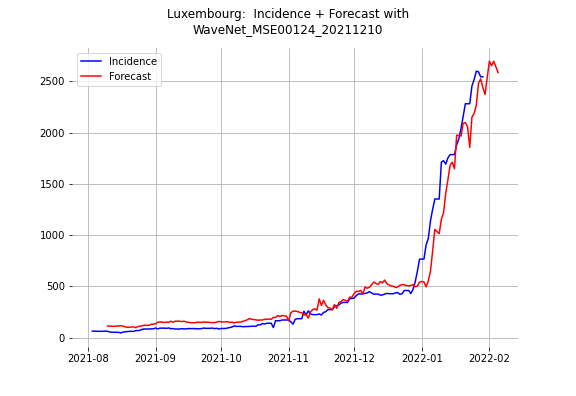 Luxembourg:  Incidence + Forecast with
WaveNet_MSE00124_20211210
Incidence
Forecast
2500
2000
1500
1000
500
0
2021-08 2021-09 2021-10 2021-11 2021-12 2022-01 2022-02